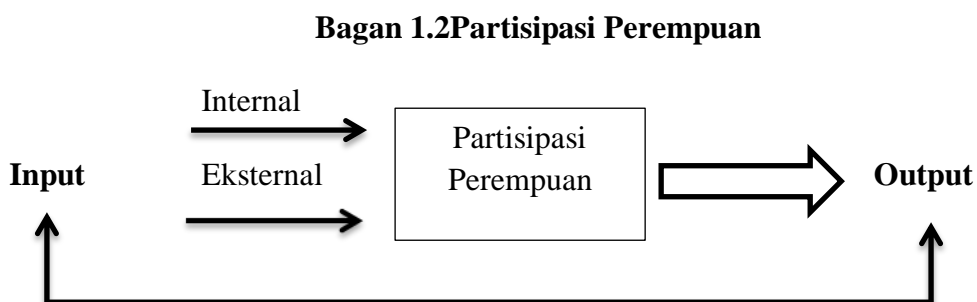 Bagan 1.2Partisipasi Perempuan
Internal
Input
Eksternal
Partisipasi
Perempuan
Output